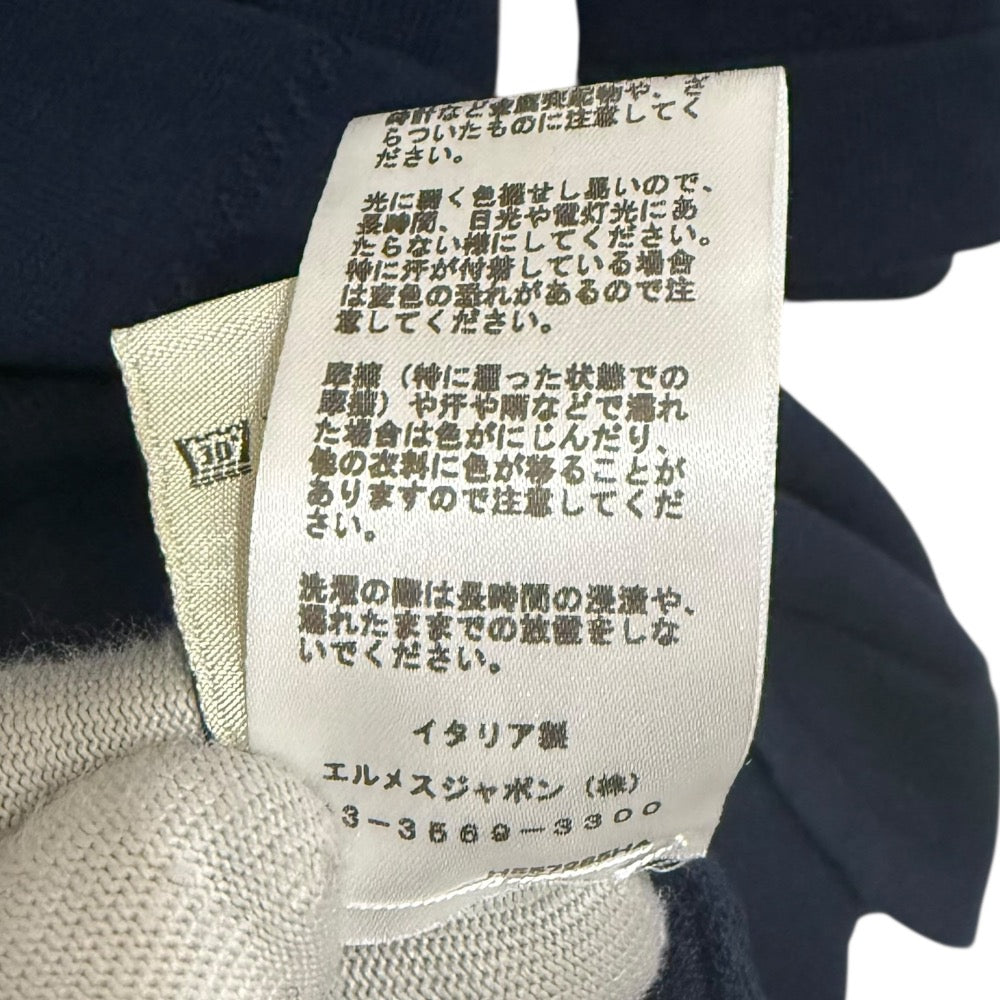 時計など金属製品や、ざ
らついたものに注意してく
ださい。
光に弱く色褪せし易いので、
長時間、日光や電灯光にあ
たらない様にしてください。
特に汗が付着している場合
は変色の恐れがあるので注
意してください。
摩擦（特に湿った状態での
摩擦）や汗や雨などで濡れ
た場合は色がにじんだり、
他の衣料に色が移ることが
ありますので注意してくだ
さい。
洗濯の際は長時間の浸漬や、
濡れたままでの放置をしな
いでください。
イタリア製
エルメスジャポン（株）
3-3569-3300
30°